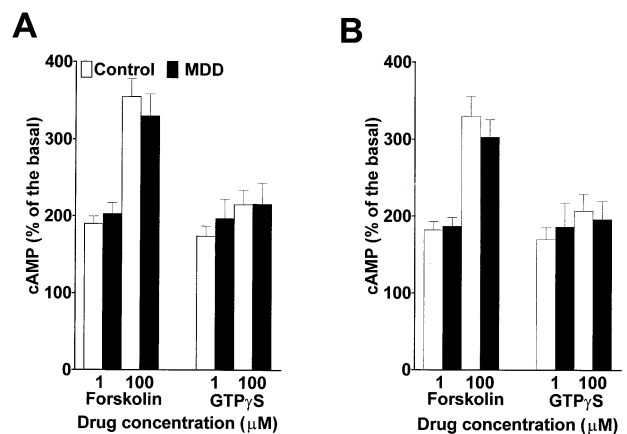 A
B
400
300
200
100
0
cAMP (% of the basal)
Control MDD
1 100 1 100
Forskolin GTPγS
Drug concentration (μM)
400
300
200
100
0
cAMP (% of the basal)
1 100 1 100
Forskolin GTPγS
Drug concentration (μM)